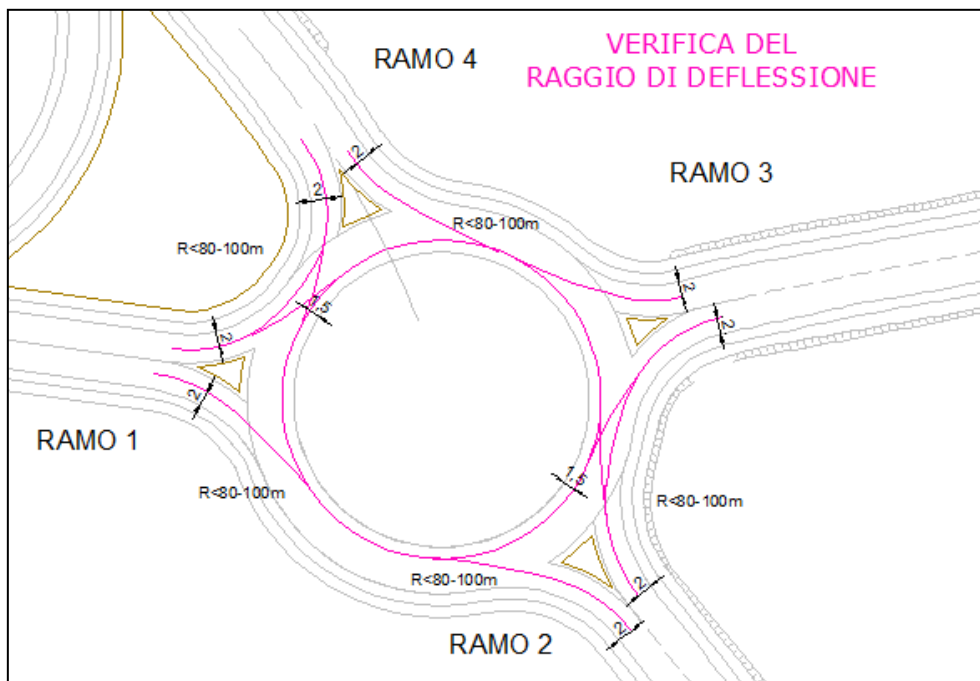 VERIFICA DEL
RAGGIO DI DEFLESSIONE
RAMO 4
RAMO 3
2
2
R<80-100m
R<80-100m
2
1,5
2
2
2
RAMO 1
1,5
R<80-100m
R<80-100m
R<80-100m
2
2
RAMO 2